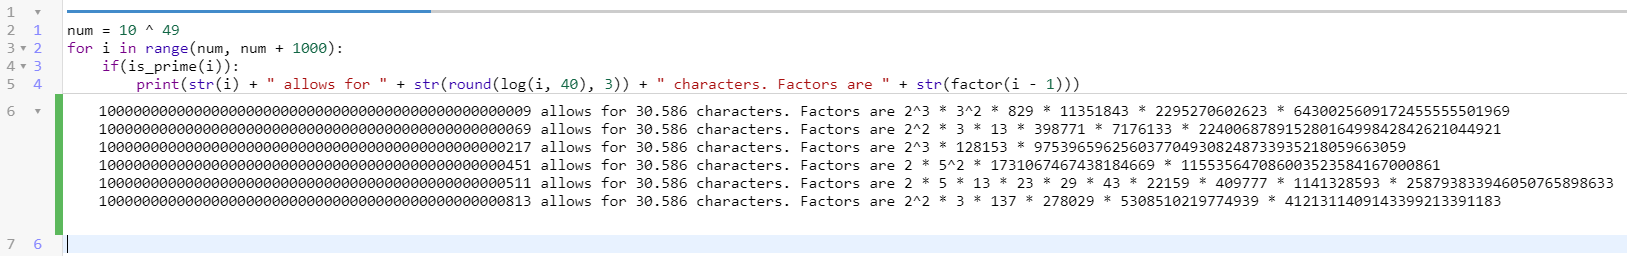 1
2 1 num = 10 ^ 49
3 2 for i in range(num, num + 1000):
4 3 if(is_prime(i)):
5 4 print(str(i) + " allows for " + str(round(log(i, 40), 3)) + " characters. Factors are " + str(factor(i - 1)))
6 10000000000000000000000000000000000000000000000009 allows for 30.586 characters. Factors are 2^3 * 3^2 * 829 * 11351843 * 2295270602623 * 6430025609172455555501969
10000000000000000000000000000000000000000000000069 allows for 30.586 characters. Factors are 2^2 * 3 * 13 * 398771 * 7176133 * 22400687891528016499842842621044921
10000000000000000000000000000000000000000000000217 allows for 30.586 characters. Factors are 2^3 * 128153 * 9753965962560377049308248733935218059663059
10000000000000000000000000000000000000000000000451 allows for 30.586 characters. Factors are 2 * 5^2 * 1731067467438184669 * 115535647086003523584167000861
10000000000000000000000000000000000000000000000511 allows for 30.586 characters. Factors are 2 * 5 * 13 * 23 * 29 * 43 * 22159 * 409777 * 1141328593 * 258793833946050765898633
10000000000000000000000000000000000000000000000813 allows for 30.586 characters. Factors are 2^2 * 3 * 137 * 278029 * 5308510219774939 * 4121311409143399213391183
7 6